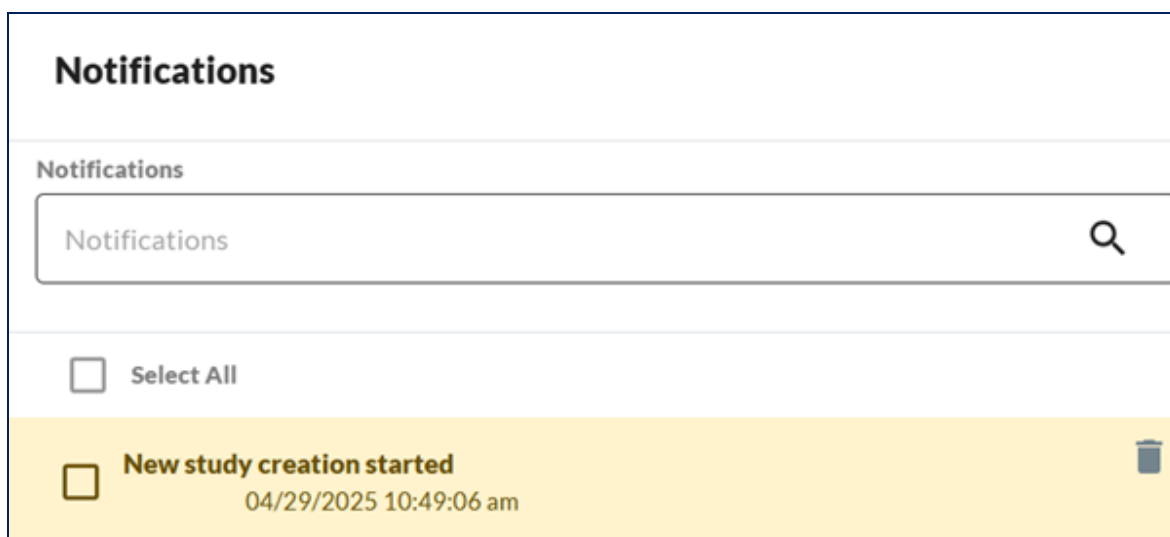 Notifications
Notifications
Notifications
Select All
New study creation started
04/29/2025 10:49:06 am